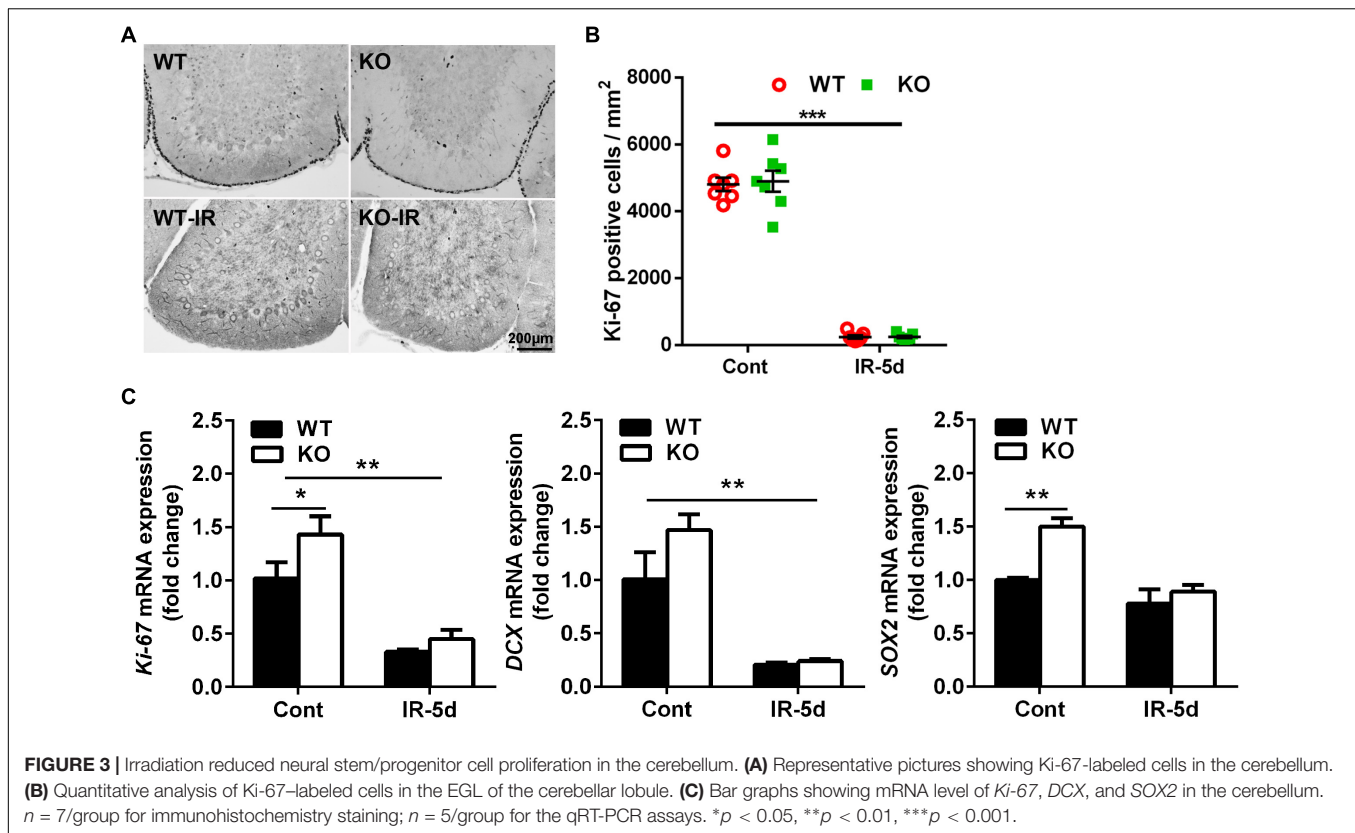 A
WT
KO
WT-IR
KO-IR
200μm
B
Ki-67 positive cells / mm²
8000
6000
4000
2000
0
WT
KO
***
Cont
IR-5d
C
Ki-67 mRNA expression
(fold change)
2.5
2.0
1.5
1.0
0.5
0.0
WT
KO
*
**
Cont
IR-5d
DCX mRNA expression
(fold change)
2.5
2.0
1.5
1.0
0.5
0.0
WT
KO
**
Cont
IR-5d
SOX2 mRNA expression
(fold change)
2.5
2.0
1.5
1.0
0.5
0.0
WT
KO
**
Cont
IR-5d
FIGURE 3 | Irradiation reduced neural stem/progenitor cell proliferation in the cerebellum. (A) Representative pictures showing Ki-67-labeled cells in the cerebellum.
(B) Quantitative analysis of Ki-67–labeled cells in the EGL of the cerebellar lobule. (C) Bar graphs showing mRNA level of Ki-67, DCX, and SOX2 in the cerebellum.
n = 7/group for immunohistochemistry staining; n = 5/group for the qRT-PCR assays. *p < 0.05, **p < 0.01, ***p < 0.001.